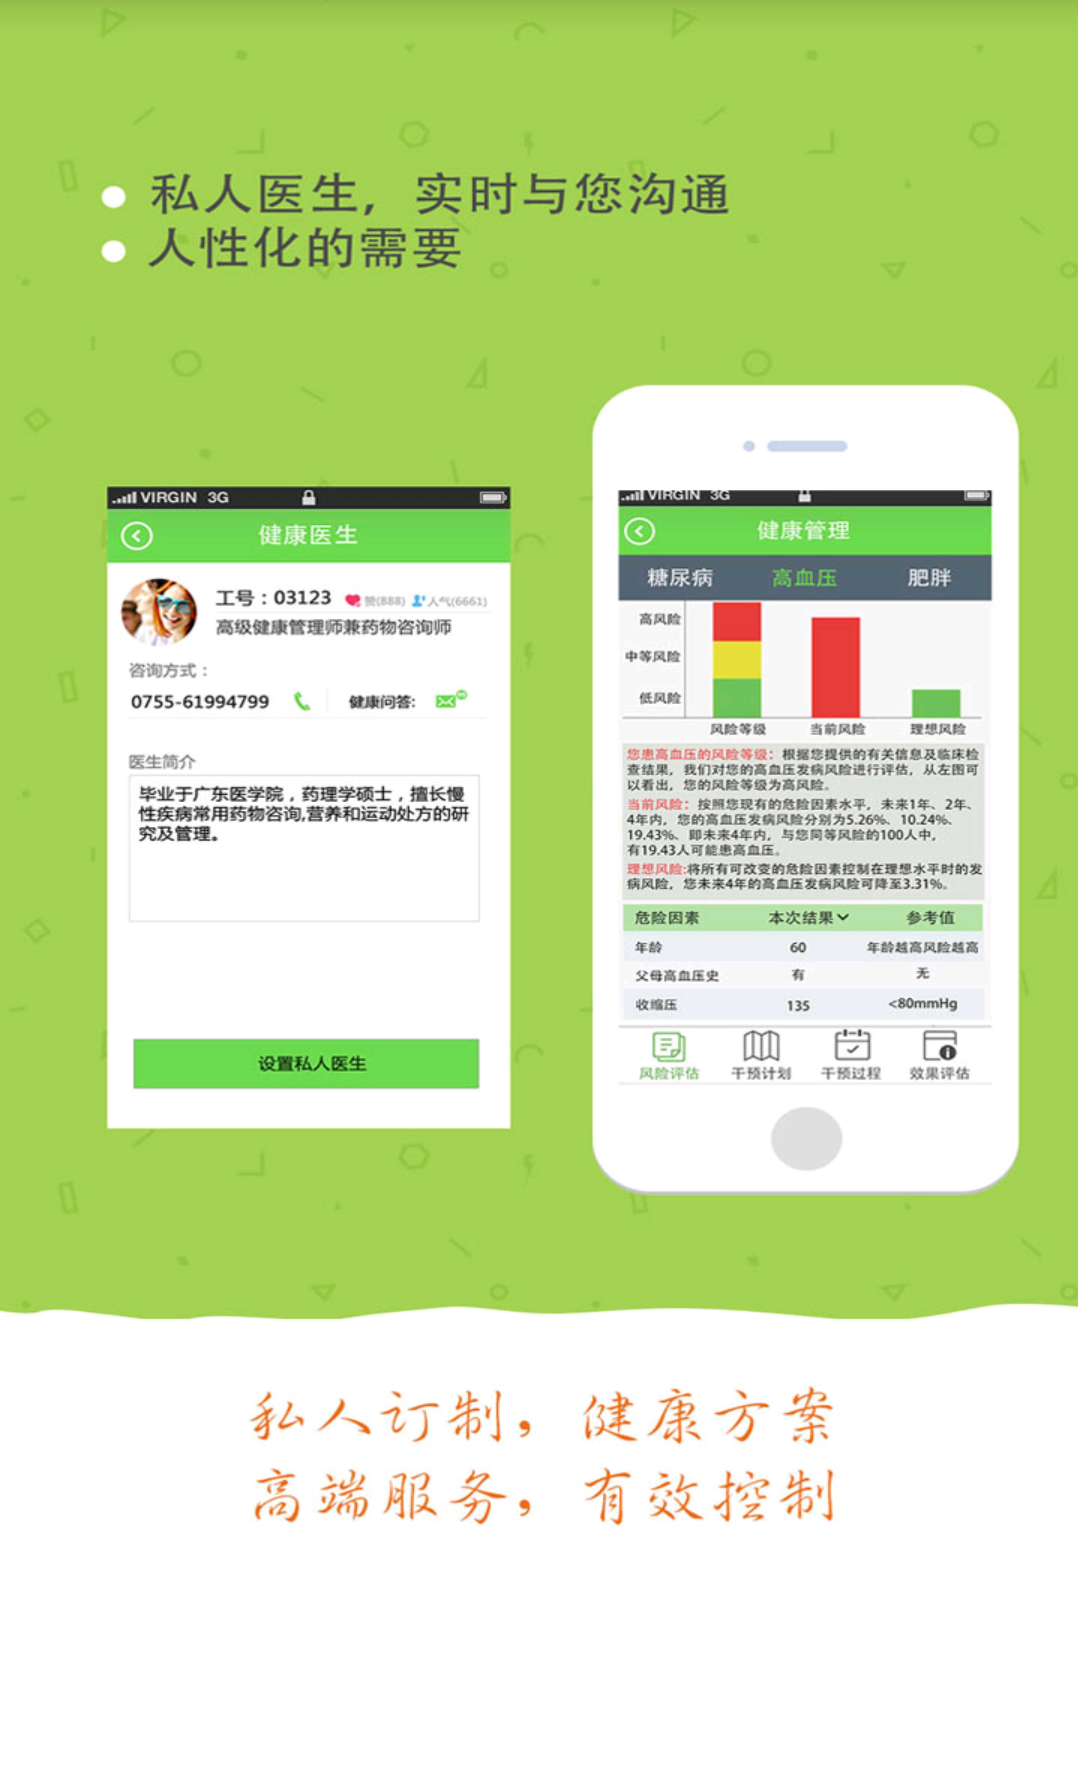 私人医生，实时与您沟通
人性化的需要
VIRGIN 3G
健康医生
工号：03123 赞(888) 人气(6661)
高级健康管理师兼药物咨询师
咨询方式：
0755-61994799 健康问答:
医生简介
毕业于广东医学院，药理学硕士，擅长慢
性疾病常用药物咨询,营养和运动处方的研
究及管理。
设置私人医生
VIRGIN 3G
健康管理
糖尿病 高血压 肥胖
高风险
中等风险
低风险
风险等级 当前风险 理想风险
您患高血压的风险等级：根据您提供的有关信息及临床检
查结果，我们对您的高血压发病风险进行评估，从左图可
以看出，您的风险等级为高风险。
当前风险：按照您现有的危险因素水平，未来1年、2年、
4年内，您的高血压发病风险分别为5.26%、10.24%、
19.43%、即未来4年内，与您同等风险的100人中，
有19.43人可能患高血压。
理想风险:将所有可改变的危险因素控制在理想水平时的发
病风险，您未来4年的高血压发病风险可降至3.31%。
危险因素 本次结果 参考值
年龄 60 年龄越高风险越高
父母高血压史 有 无
收缩压 135 <80mmHg
风险评估 干预计划 干预过程 效果评估
私人订制，健康方案
高端服务，有效控制